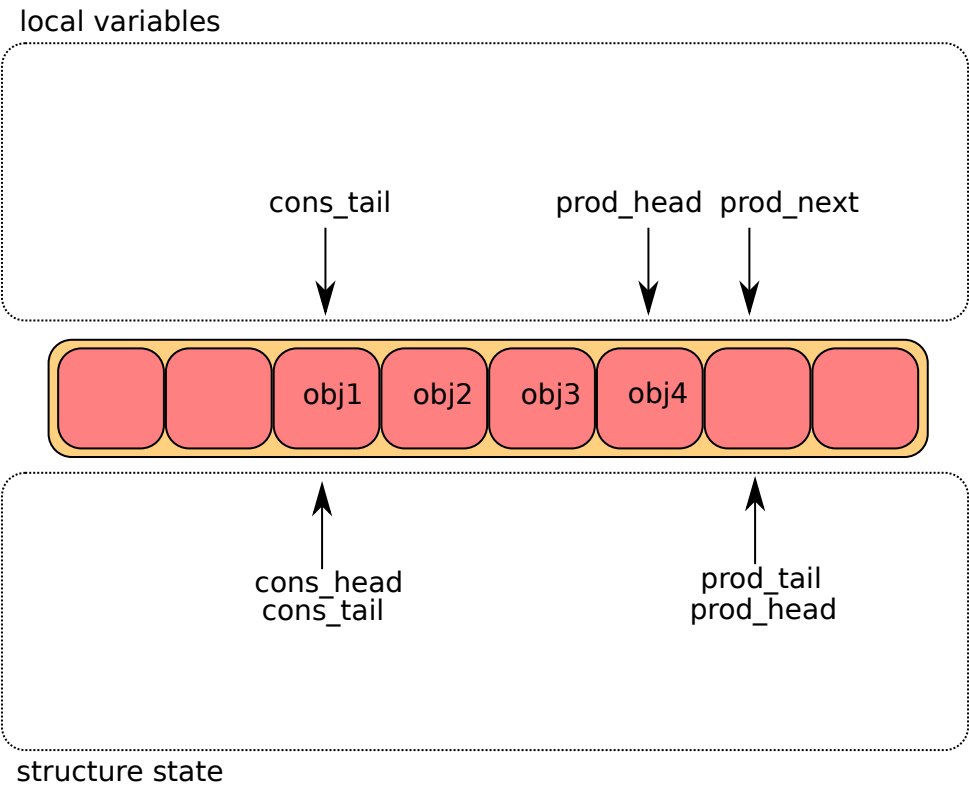 local variables
cons_tail prod_head prod_next
obj1 obj2 obj3 obj4
cons_head
cons_tail
prod_tail
prod_head
structure state